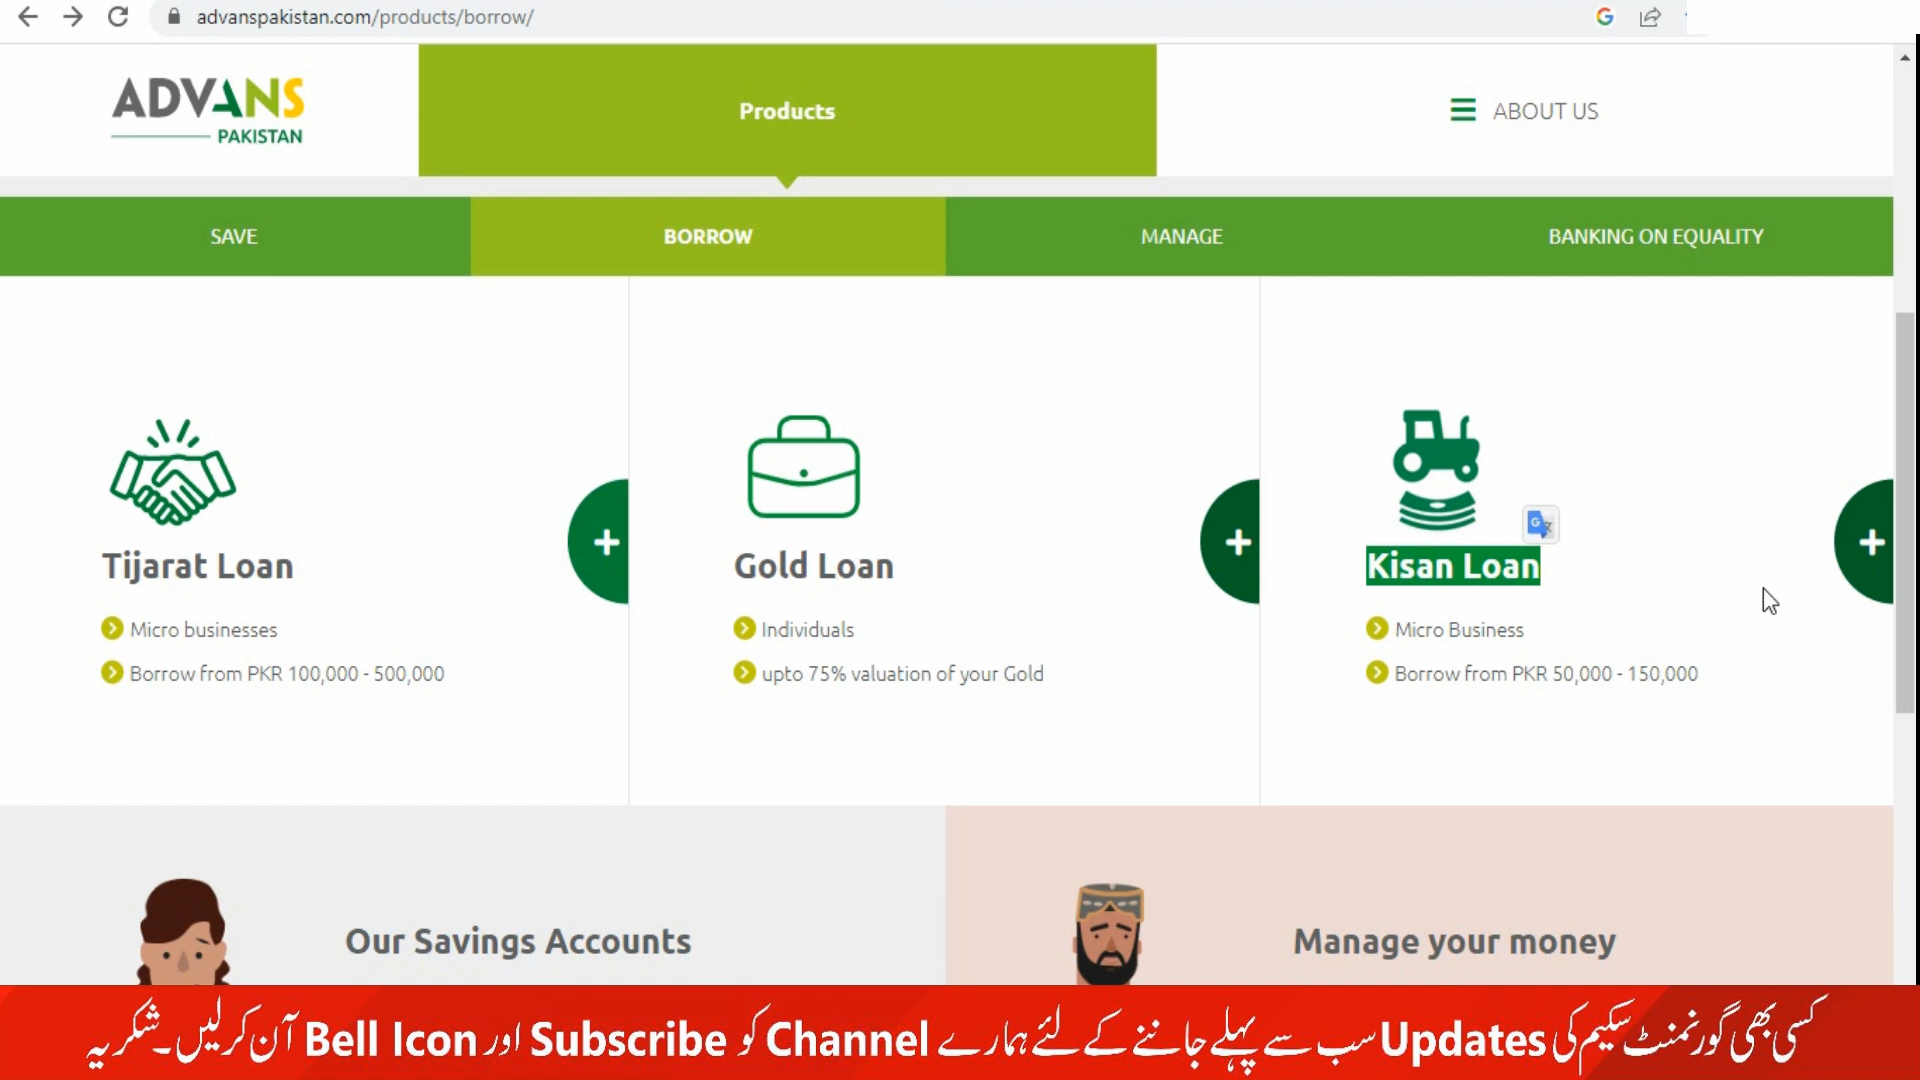 advanspakistan.com/products/borrow/
ADVANS
PAKISTAN
Products
ABOUT US
SAVE
BORROW
MANAGE
BANKING ON EQUALITY
Tijarat Loan
Micro businesses
Borrow from PKR 100,000 - 500,000
Gold Loan
Individuals
upto 75% valuation of your Gold
Kisan Loan
Micro Business
Borrow from PKR 50,000 - 150,000
Our Savings Accounts
Manage your money
کسی بھی گورنمنٹ سکیم کی Updates سب سے پہلے جاننے کے لئے ہمارے Channel کو Subscribe اور Bell Icon آن کر لیں۔ شکریہ